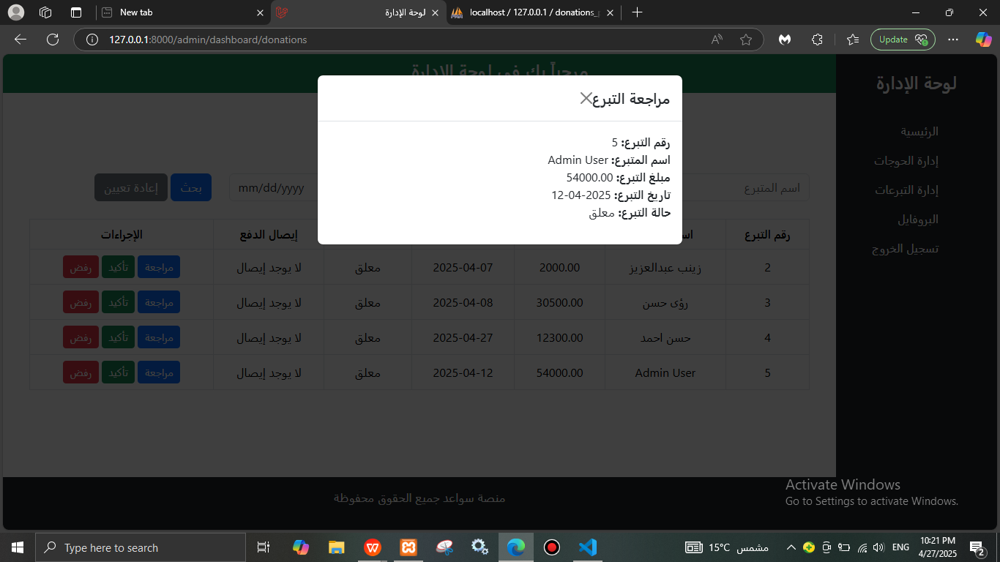 New tab
لوحة الإدارة
localhost / 127.0.0.1 / donations_
127.0.0.1:8000/admin/dashboard/donations
Update
مرحباً بك في لوحة الإدارة
لوحة الإدارة
الرئيسية
إدارة الحوجات
إدارة التبرعات
البروفايل
تسجيل الخروج
مراجعة التبرع
رقم التبرع: 5
اسم المتبرع: Admin User
مبلغ التبرع: 54000.00
تاريخ التبرع: 2025-04-12
حالة التبرع: معلق
اسم المتبرع
mm/dd/yyyy
بحث
إعادة تعيين
رقم التبرع اس إيصال الدفع الإجراءات
2 زينب عبدالعزيز 2000.00 2025-04-07 معلق لا يوجد إيصال مراجعة تأكيد رفض
3 رؤى حسن 30500.00 2025-04-08 معلق لا يوجد إيصال مراجعة تأكيد رفض
4 حسن احمد 12300.00 2025-04-27 معلق لا يوجد إيصال مراجعة تأكيد رفض
5 Admin User 54000.00 2025-04-12 معلق لا يوجد إيصال مراجعة تأكيد رفض
منصة سواعد جميع الحقوق محفوظة
Activate Windows
Go to Settings to activate Windows.
Type here to search
15°C مشمس
ENG
10:21 PM
4/27/2025
2